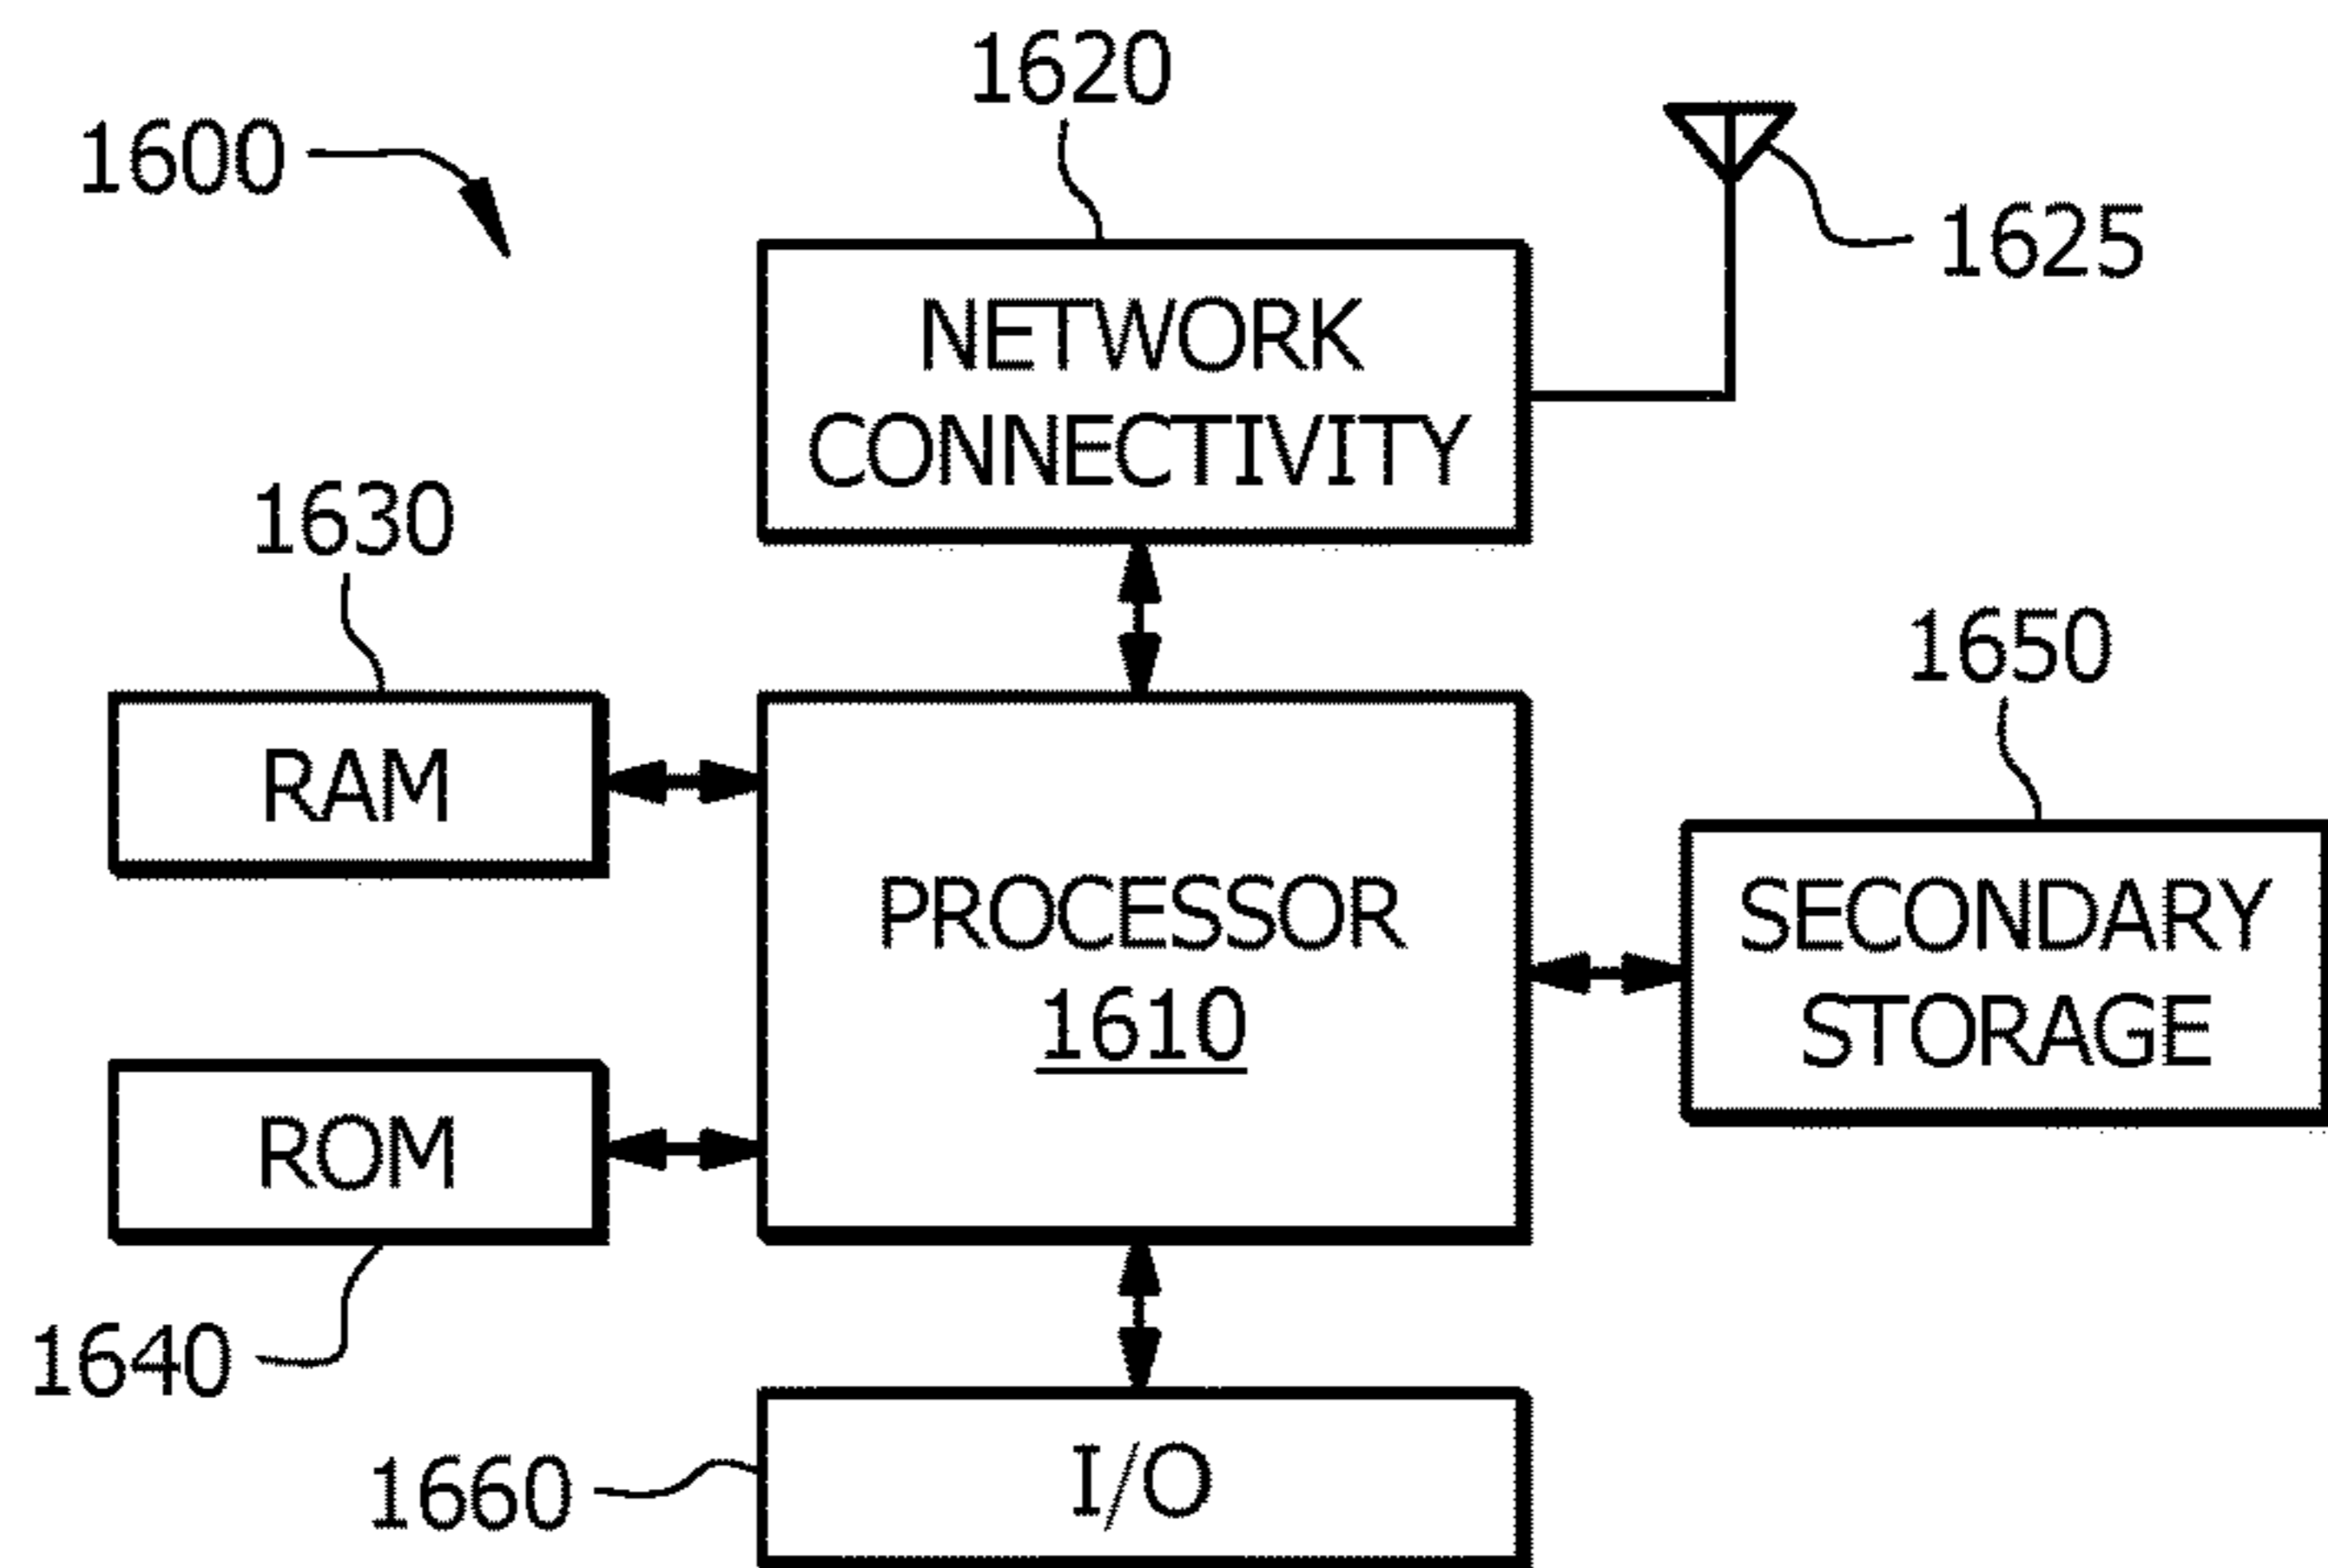 1620
1600
1625
NETWORK
CONNECTIVITY
1630
1650
RAM
PROCESSOR
1610
SECONDARY
STORAGE
ROM
1640
1660
I/O